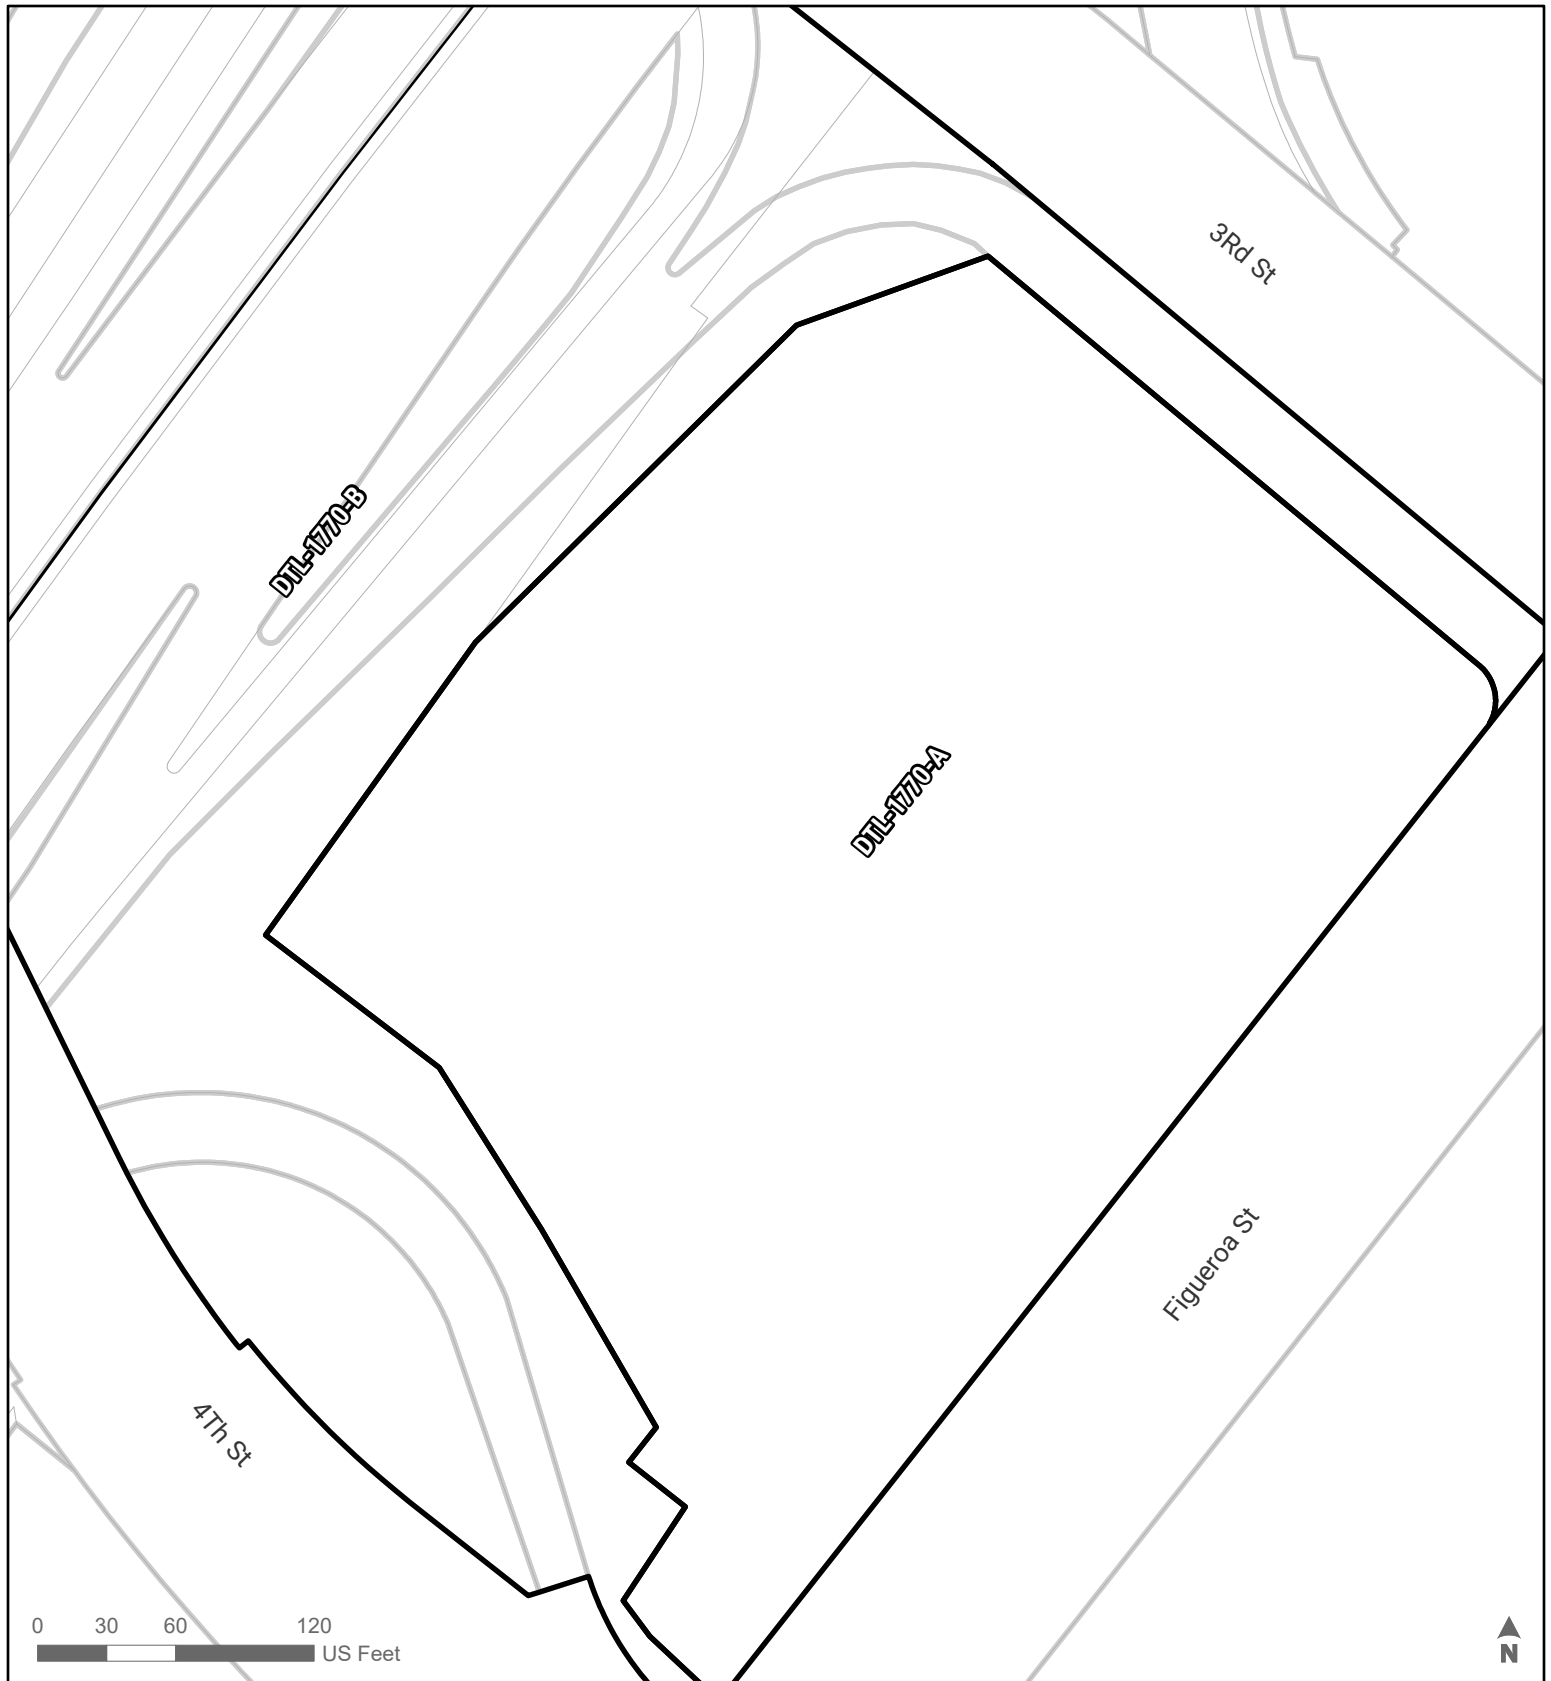 3Rd St
DTL-1770-B
DTL-1770-A
Figueroa St
4Th St
0 30 60 120
US Feet
N